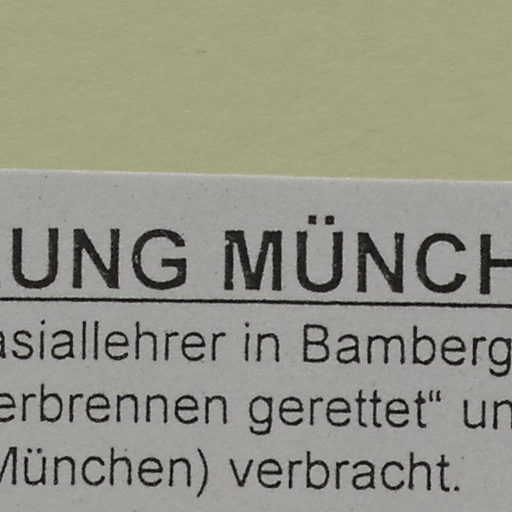 UNG MÜNCH
asiallehrer in Bamberg
erbrennen gerettet“ un
München) verbracht.